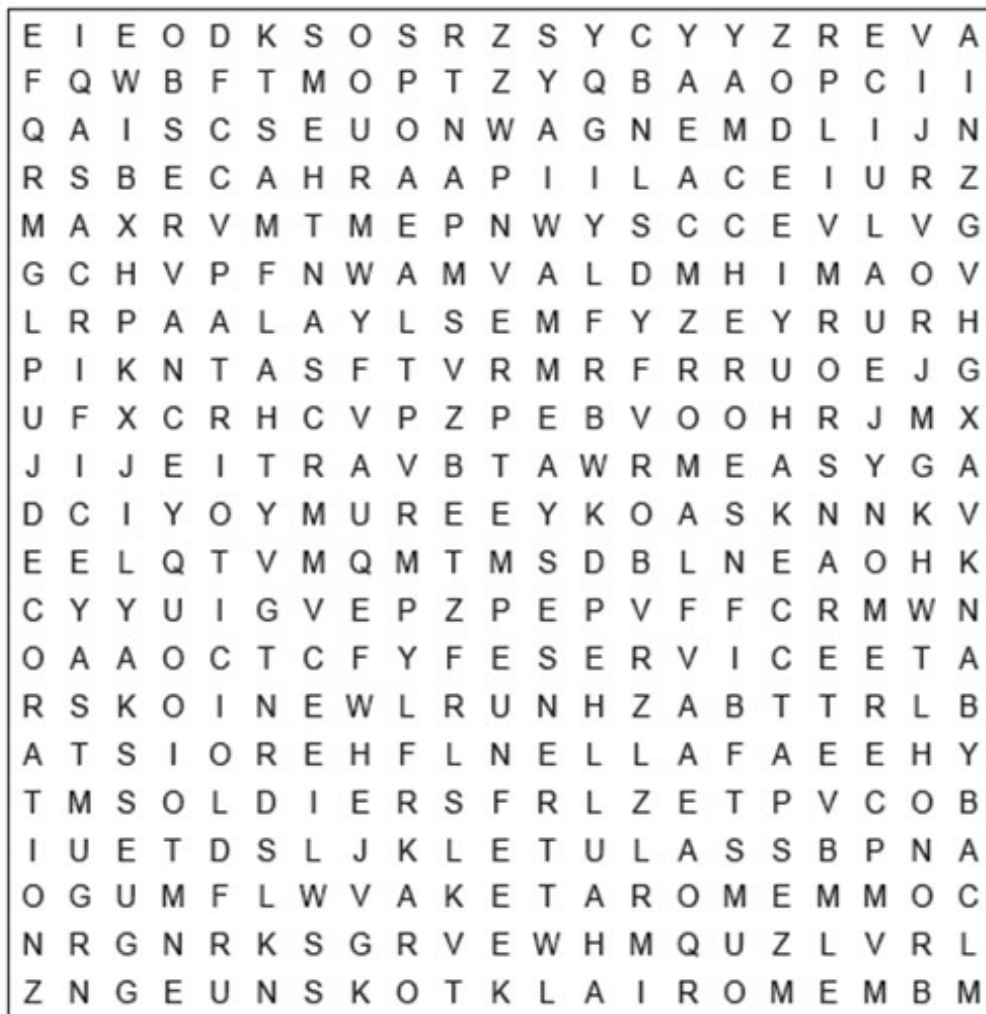 E I E O D K S O S R Z S Y C Y Y Z R E V A
F Q W B F T M O P T Z Y Q B A A O P C I I
Q A I S C S E U O N W A G N E M D L I J N
R S B E C A H R A A P I I L A C E I U R Z
M A X R V M T M E P N W Y S C C E V L V G
G C H V P F N W A M V A L D M H I M A O V
L R P A A L A Y L S E M F Y Z E Y R U R H
P I K N T A S F T V R M R F R R U O E J G
U F X C R H C V P Z P E B V O O H R J M X
J I J E I T R A V B T A W R M E A S Y G A
D C I Y O Y M U R E E Y K O A S K N N K V
E E L Q T V M Q M T M S D B L N E A O H K
C Y Y U I G V E P Z P E P V F F C R M W N
O A A O C T C F Y F E S E R V I C E E T A
R S K O I N E W L R U N H Z A B T T R L B
A T S I O R E H F L N E L L A F A E E H Y
T M S O L D I E R S F R L Z E T P V C O B
I U E T D S L J K L E T U L A S S B P N A
O G U M F L W V A K E T A R O M E M M O C
N R G N R K S G R V E W H M Q U Z L V R L
Z N G E U N S K O T K L A I R O M E M B M